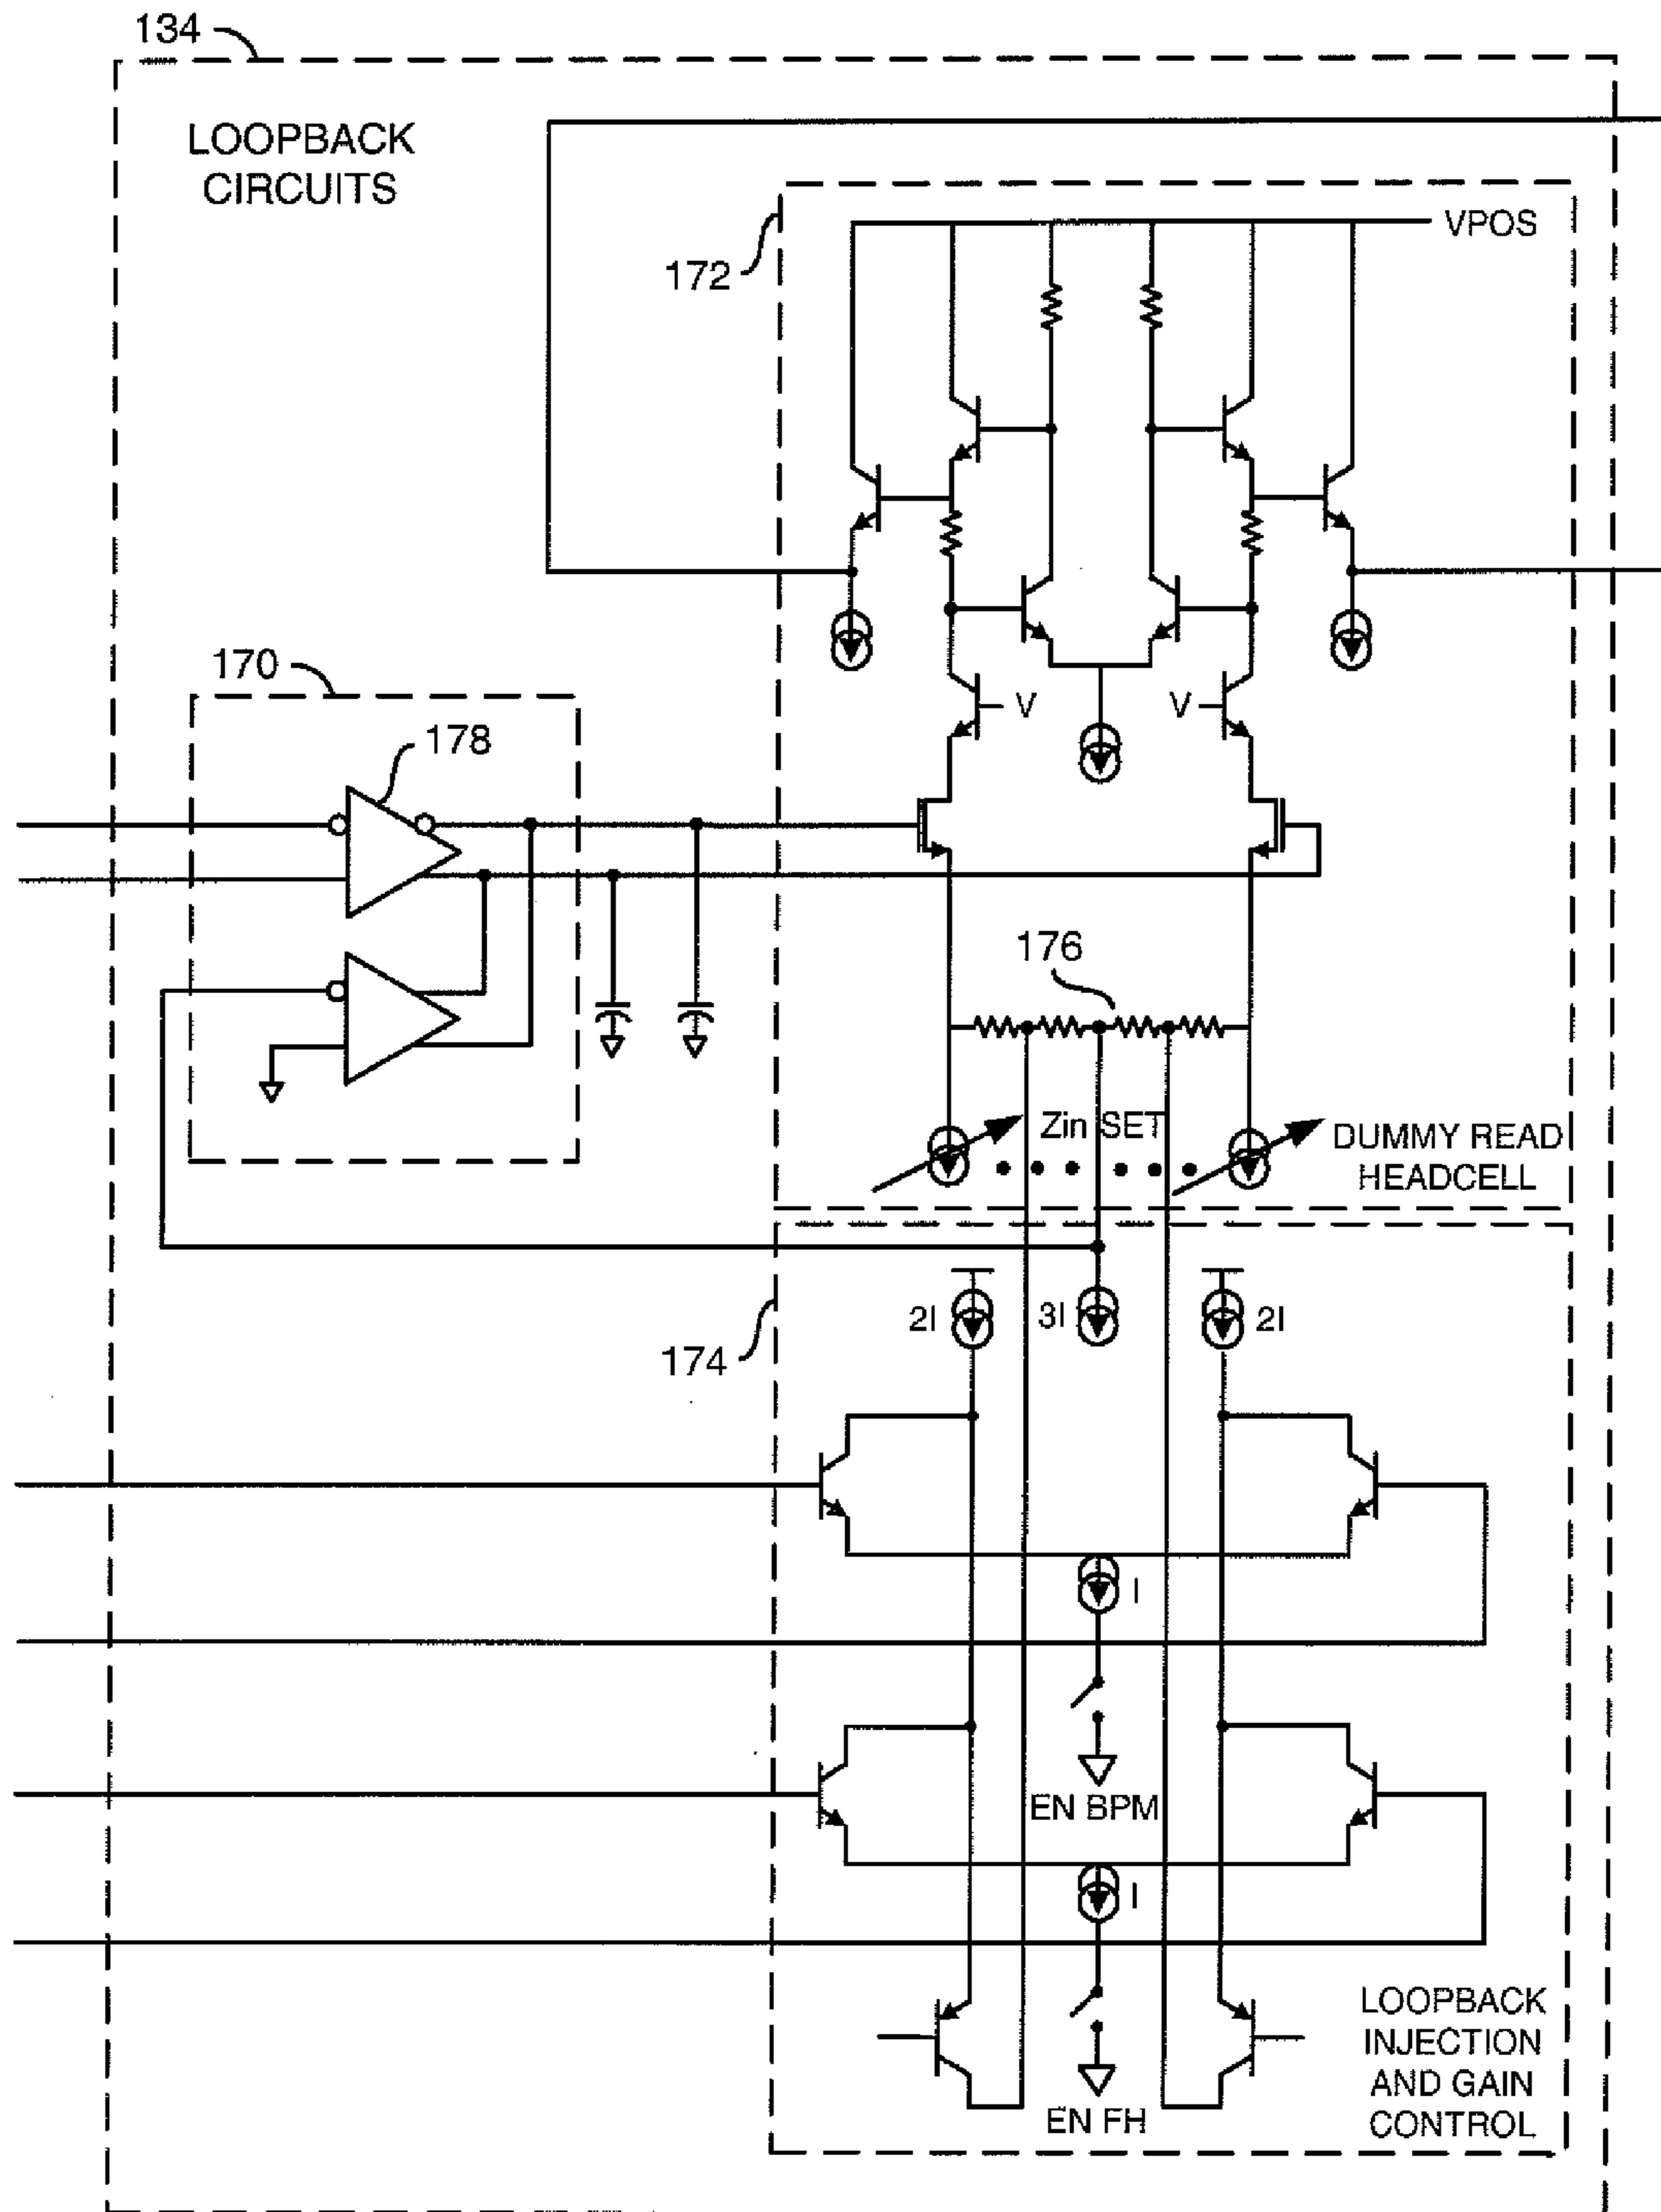 134
LOOPBACK
CIRCUITS
VPOS
172
170
V
V
178
176
Zin SET
DUMMY READ
HEADCELL
2I
3I
2I
174
I
EN BPM
I
LOOPBACK
INJECTION
AND GAIN
CONTROL
EN FH